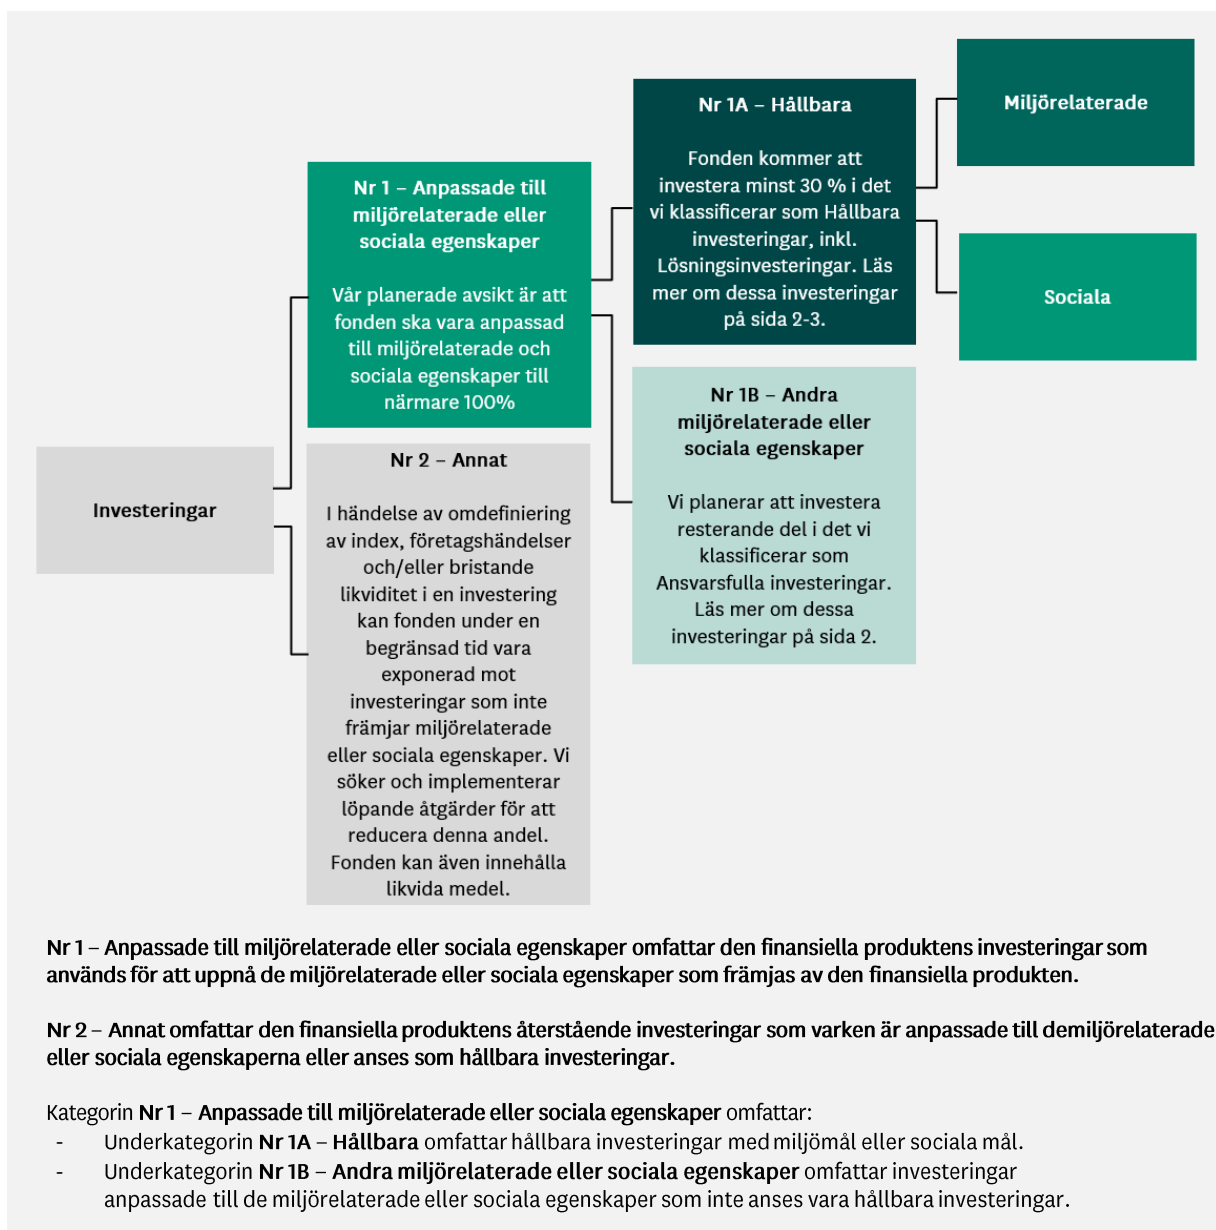 Investeringar
Nr 1 – Anpassade till
miljörelaterade eller
sociala egenskaper
Vår planerade avsikt är att
fonden ska vara anpassad
till miljörelaterade och
sociala egenskaper till
närmare 100%
Nr 2 – Annat
I händelse av omdefiniering
av index, företagshändelser
och/eller bristande
likviditet i en investering
kan fonden under en
begränsad tid vara
exponerad mot
investeringar som inte
främjar miljörelaterade
eller sociala egenskaper. Vi
söker och implementerar
löpande åtgärder för att
reducera denna andel.
Fonden kan även innehålla
likvida medel.
Nr 1A – Hållbara
Fonden kommer att
investera minst 30 % i det
vi klassificerar som Hållbara
investeringar, inkl.
Lösningsinvesteringar. Läs
mer om dessa investeringar
på sida 2-3.
Nr 1B – Andra
miljörelaterade eller
sociala egenskaper
Vi planerar att investera
resterande del i det vi
klassificerar som
Ansvarsfulla investeringar.
Läs mer om dessa
investeringar på sida 2.
Miljörelaterade
Sociala
Nr 1 – Anpassade till miljörelaterade eller sociala egenskaper omfattar den finansiella produktens investeringar som
används för att uppnå de miljörelaterade eller sociala egenskaper som främjas av den finansiella produkten.
Nr 2 – Annat omfattar den finansiella produktens återstående investeringar som varken är anpassade till demiljörelaterade
eller sociala egenskaperna eller anses som hållbara investeringar.
Kategorin Nr 1 – Anpassade till miljörelaterade eller sociala egenskaper omfattar:
- Underkategorin Nr 1A – Hållbara omfattar hållbara investeringar med miljömål eller sociala mål.
- Underkategorin Nr 1B – Andra miljörelaterade eller sociala egenskaper omfattar investeringar
anpassade till de miljörelaterade eller sociala egenskaper som inte anses vara hållbara investeringar.